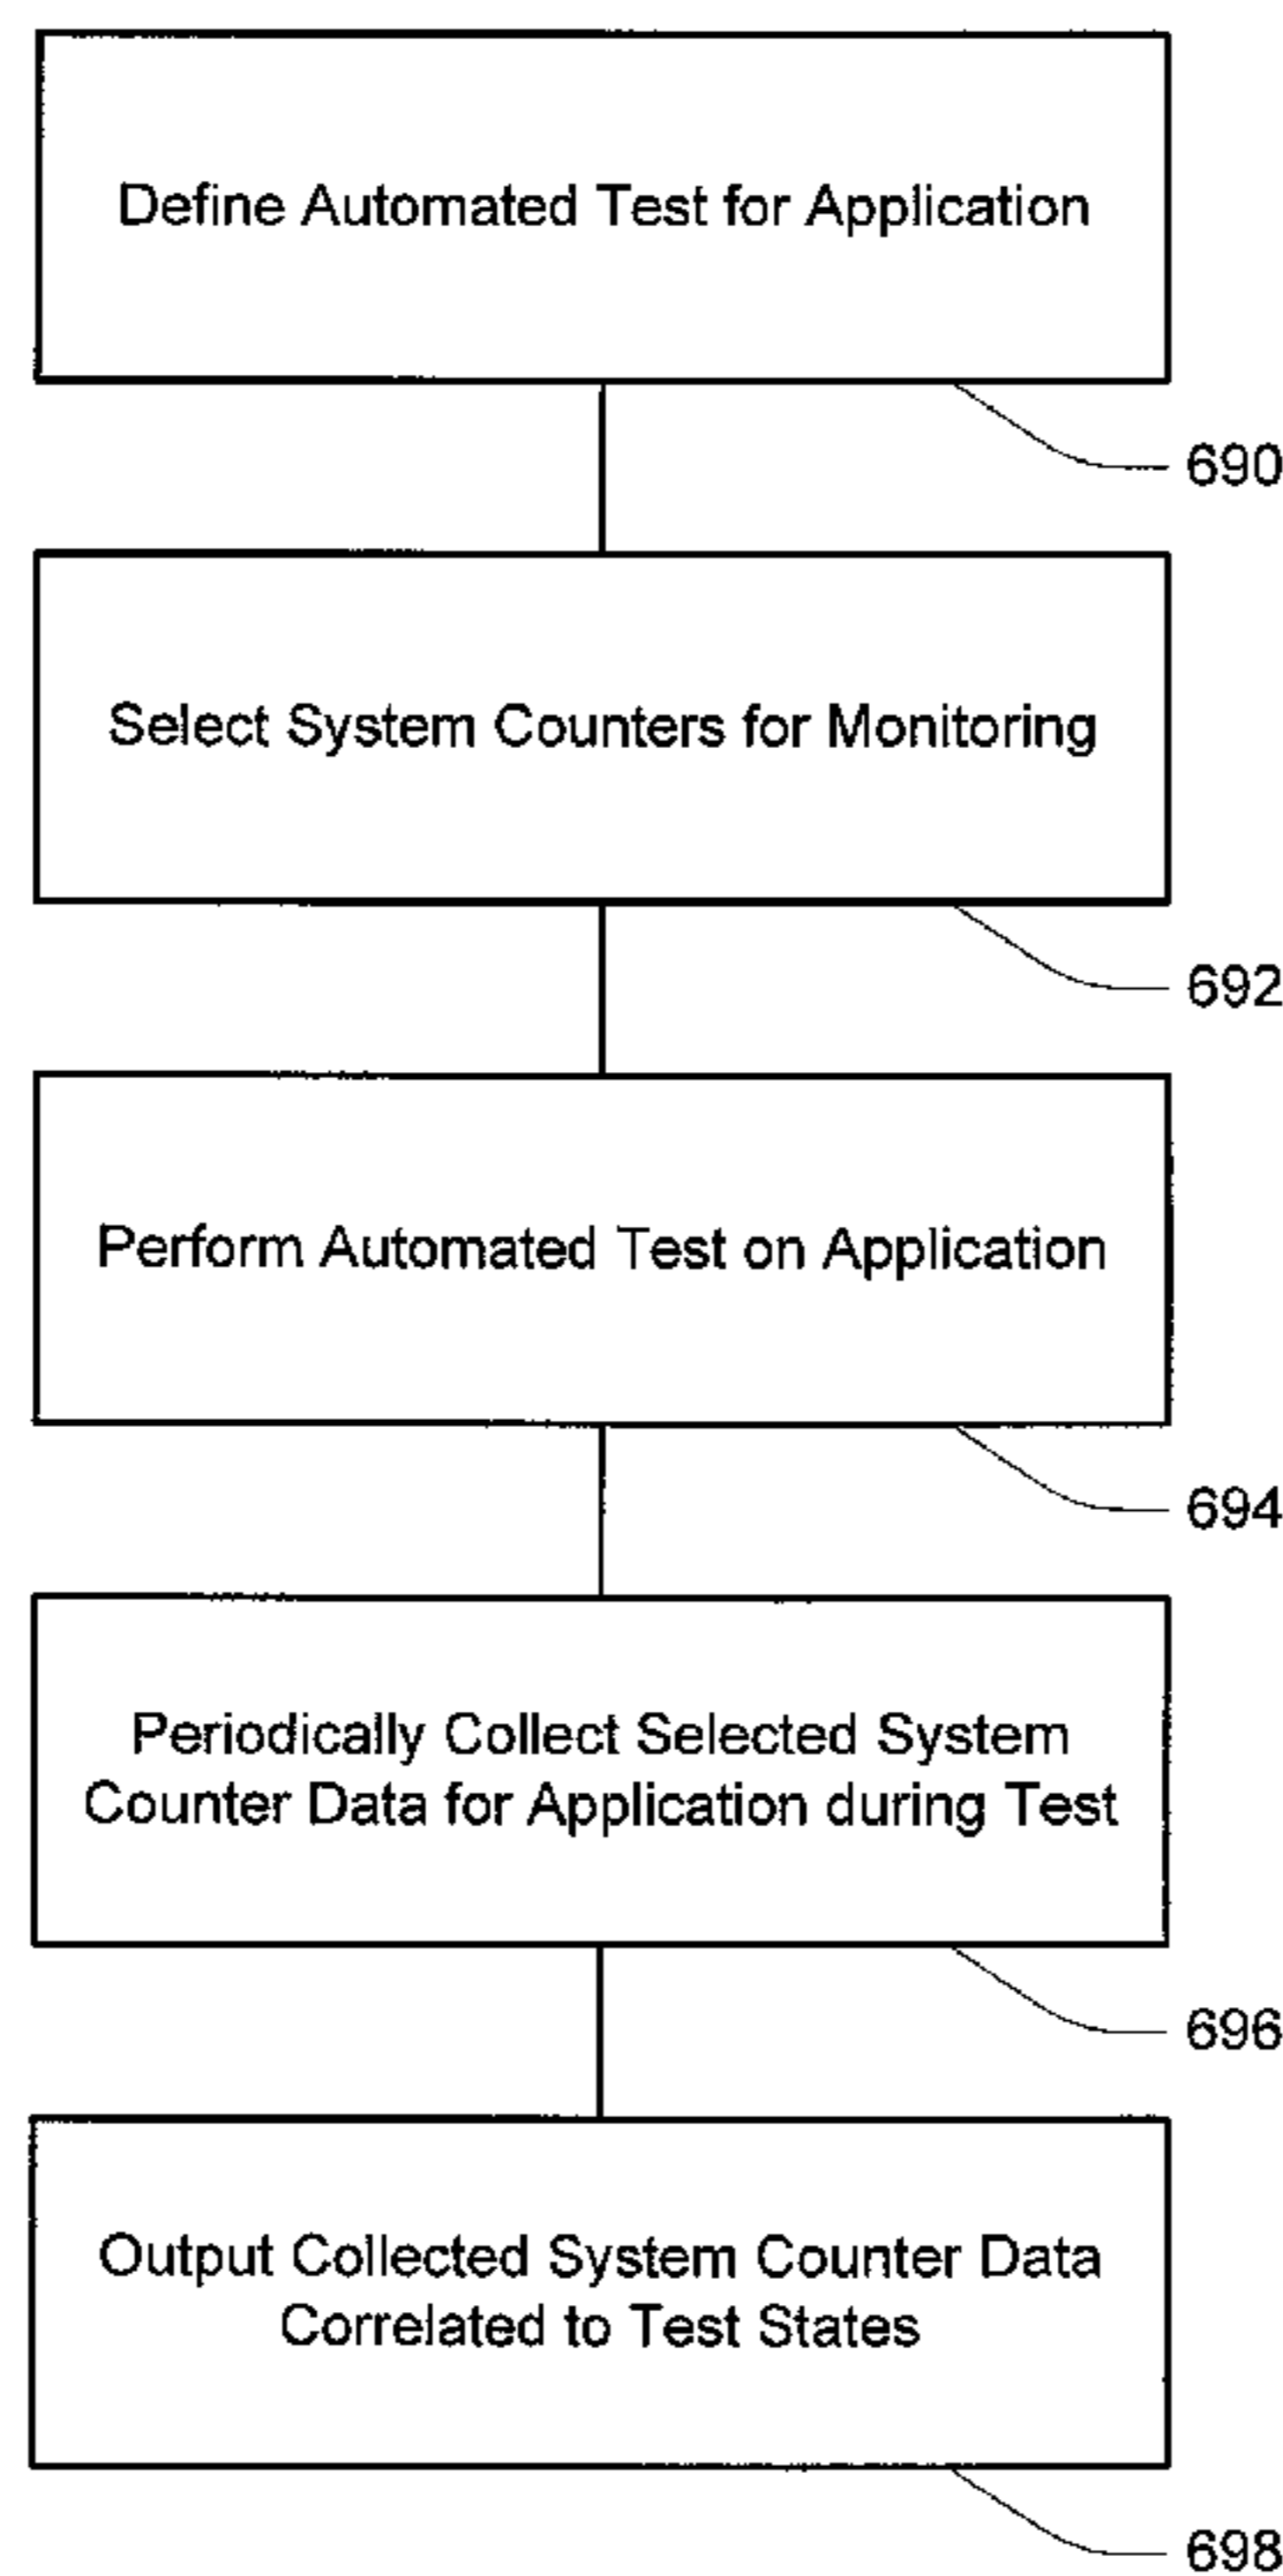 Define Automated Test for Application
690
Select System Counters for Monitoring
692
Perform Automated Test on Application
694
Periodically Collect Selected System
Counter Data for Application during Test
696
Output Collected System Counter Data
Correlated to Test States
698